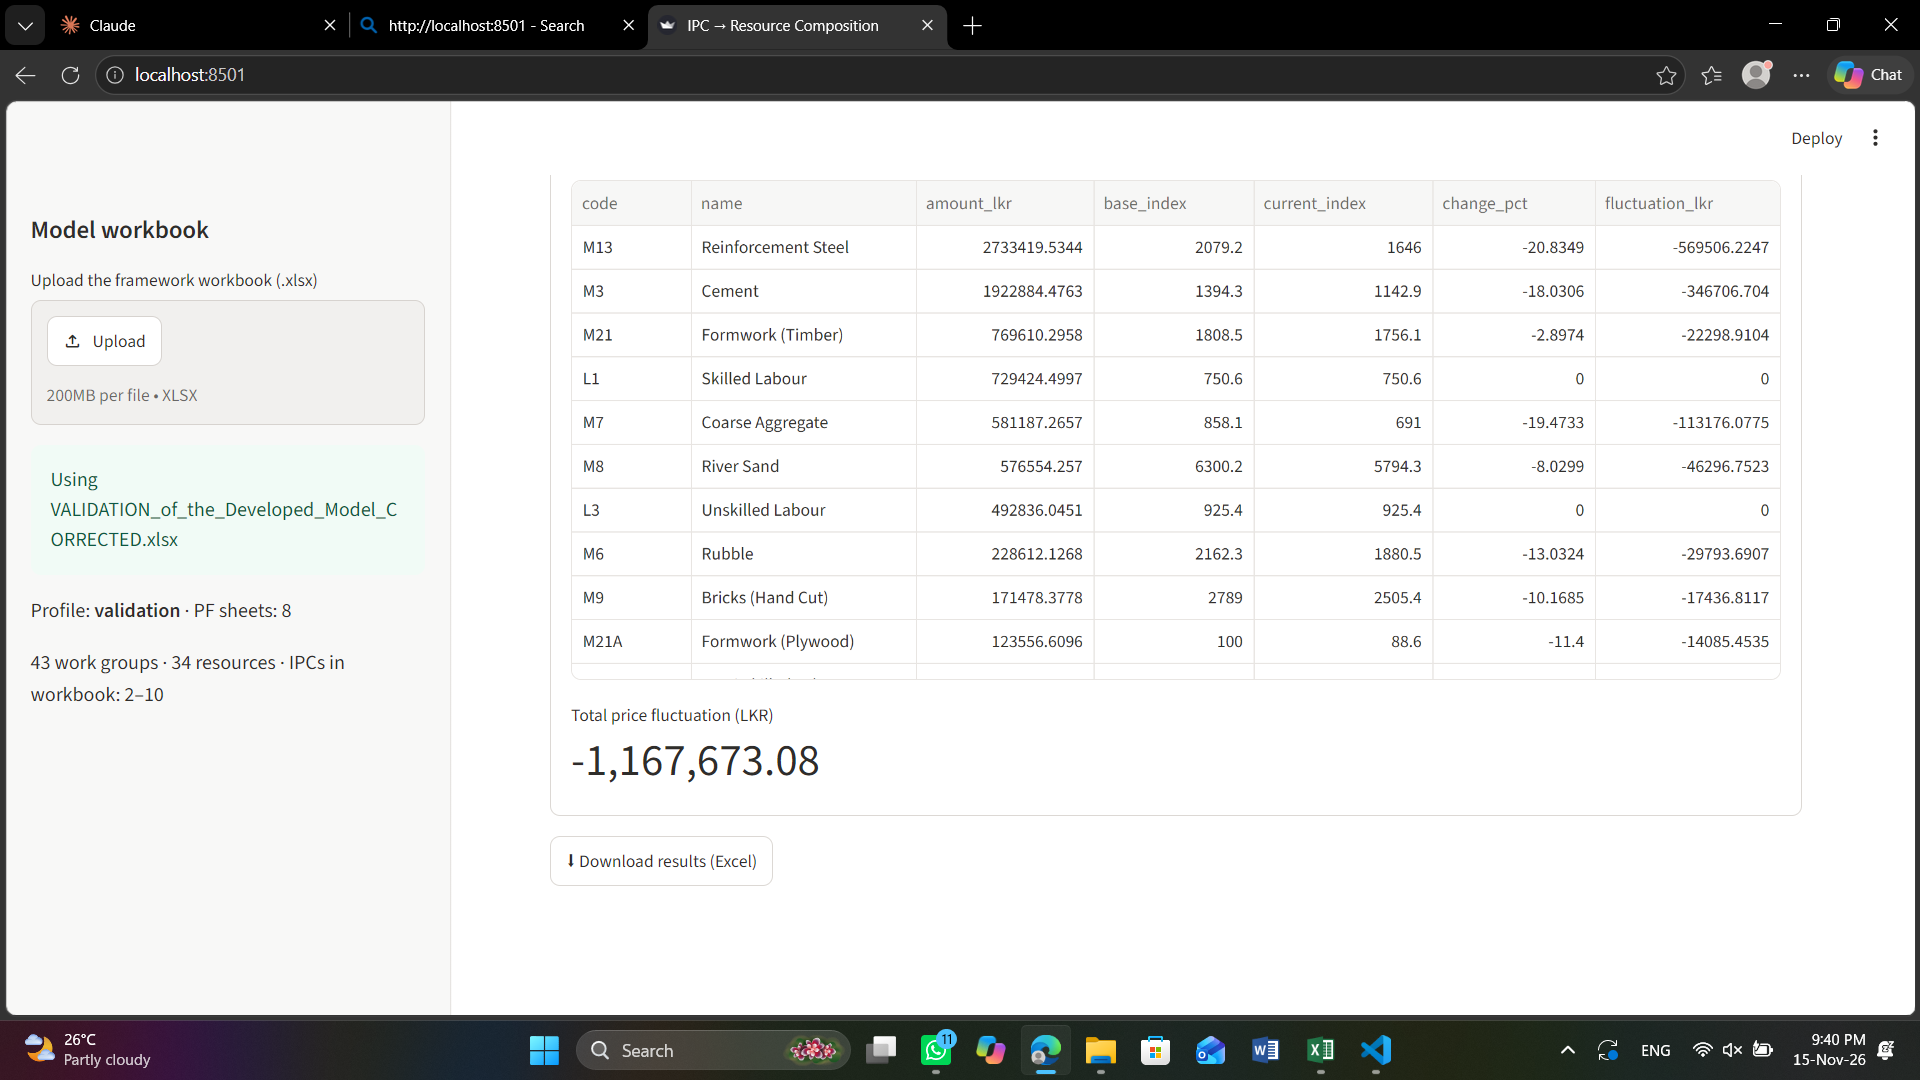 Claude
http://localhost:8501 - Search
IPC → Resource Composition
localhost:8501
Chat
Deploy
Model workbook
Upload the framework workbook (.xlsx)
Upload
200MB per file • XLSX
Using
VALIDATION_of_the_Developed_Model_C
ORRECTED.xlsx
Profile: validation · PF sheets: 8
43 work groups · 34 resources · IPCs in
workbook: 2–10
code name amount_lkr base_index current_index change_pct fluctuation_lkr
M13 Reinforcement Steel 2733419.5344 2079.2 1646 -20.8349 -569506.2247
M3 Cement 1922884.4763 1394.3 1142.9 -18.0306 -346706.704
M21 Formwork (Timber) 769610.2958 1808.5 1756.1 -2.8974 -22298.9104
L1 Skilled Labour 729424.4997 750.6 750.6 0 0
M7 Coarse Aggregate 581187.2657 858.1 691 -19.4733 -113176.0775
M8 River Sand 576554.257 6300.2 5794.3 -8.0299 -46296.7523
L3 Unskilled Labour 492836.0451 925.4 925.4 0 0
M6 Rubble 228612.1268 2162.3 1880.5 -13.0324 -29793.6907
M9 Bricks (Hand Cut) 171478.3778 2789 2505.4 -10.1685 -17436.8117
M21A Formwork (Plywood) 123556.6096 100 88.6 -11.4 -14085.4535
Total price fluctuation (LKR)
-1,167,673.08
⬇ Download results (Excel)
26°C
Partly cloudy
Search
11
ENG
9:40 PM
15-Nov-26